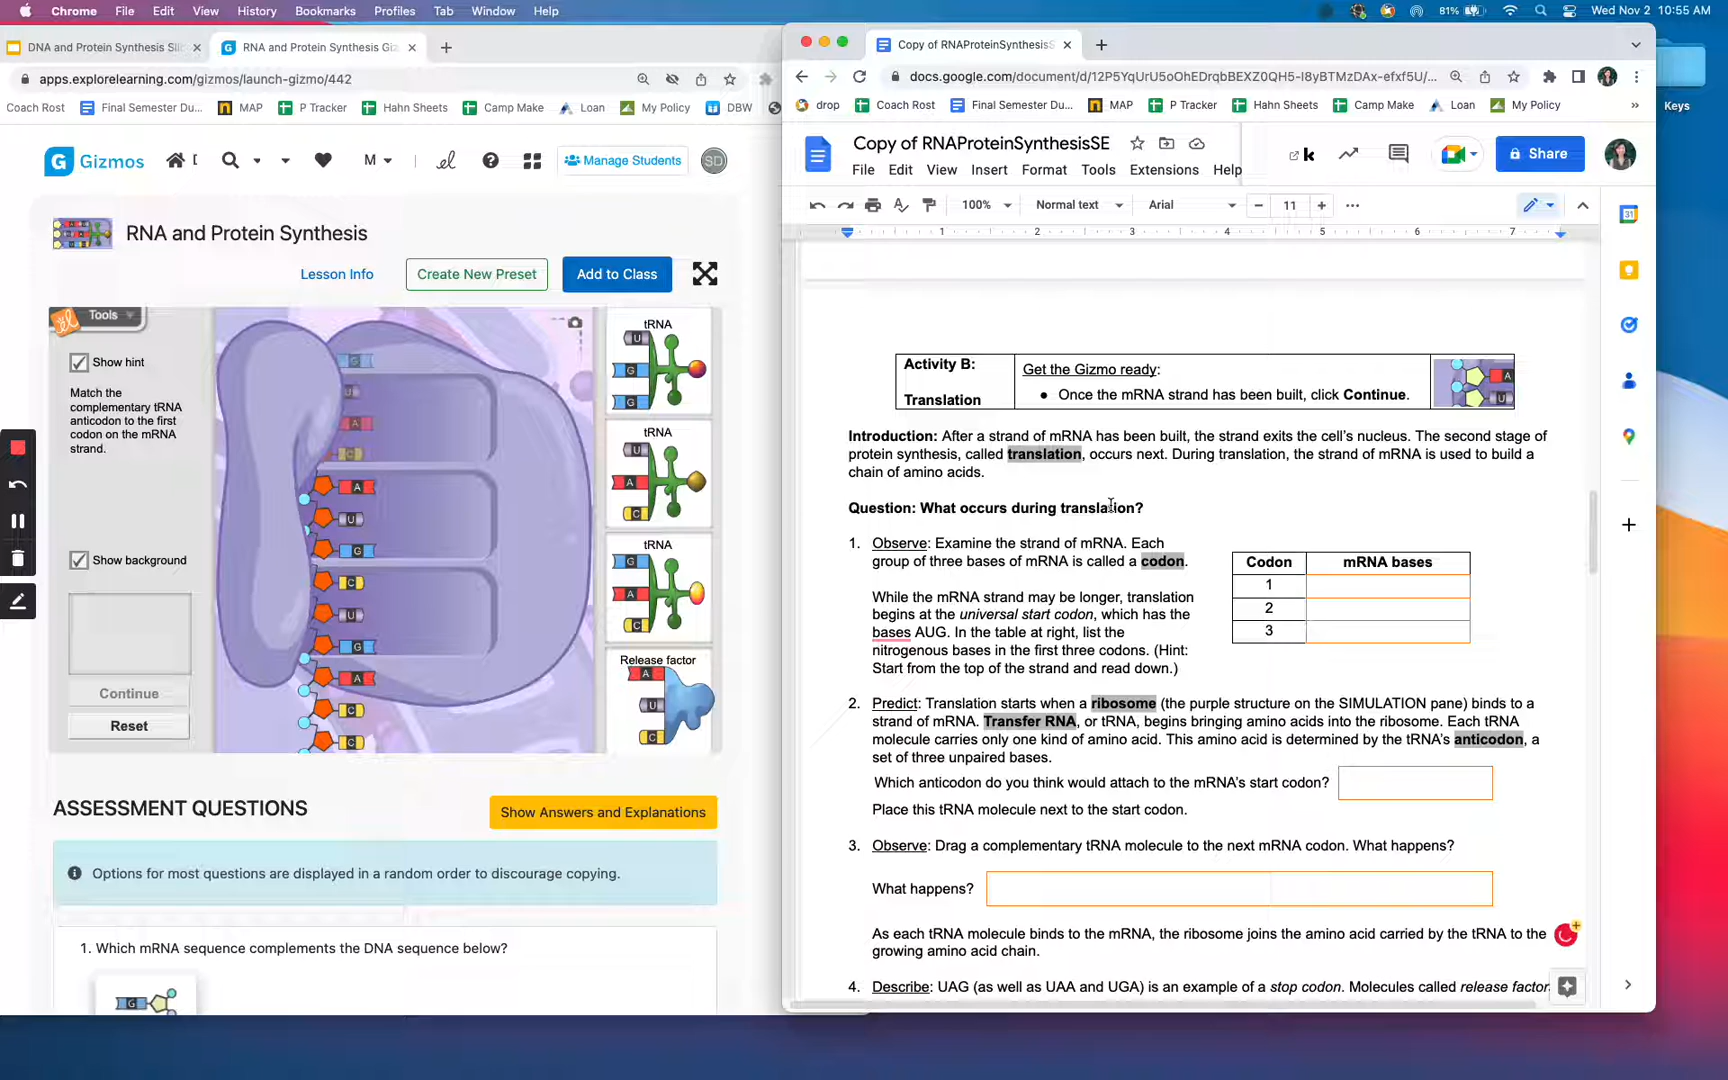 Chrome File Edit View History Bookmarks Profiles Tab Window Help 81% Wed Nov 2 10:55 AM
DNA and Protein Synthesis Sli
RNA and Protein Synthesis Giz
apps.explorelearning.com/gizmos/launch-gizmo/442
Coach Rost Final Semester Du... MAP P Tracker Hahn Sheets Camp Make Loan My Policy DBW
Gizmos
M
el
Manage Students
SD
RNA and Protein Synthesis
Lesson Info
Create New Preset
Add to Class
Tools
Show hint
Match the
complementary tRNA
anticodon to the first
codon on the mRNA
strand.
Show background
Continue
Reset
G
U
A
C
A
U
G
C
U
G
A
C
G
C
tRNA
U
G
G
tRNA
U
A
C
tRNA
G
A
C
Release factor
A
U
C
ASSESSMENT QUESTIONS
Show Answers and Explanations
Options for most questions are displayed in a random order to discourage copying.
1. Which mRNA sequence complements the DNA sequence below?
G
Copy of RNAProteinSynthesisS
docs.google.com/document/d/12P5YqUrU5oOhEDrqbBEXZ0QH5-I8yBTMzDAx-efxf5U/...
drop Coach Rost Final Semester Du... MAP P Tracker Hahn Sheets Camp Make Loan My Policy
Keys
Copy of RNAProteinSynthesisSE
File Edit View Insert Format Tools Extensions Help
k
Share
100% Normal text Arial 11
1 2 3 4 5 6 7
31
Activity B:
Translation
Get the Gizmo ready:
● Once the mRNA strand has been built, click Continue.
A
U
Introduction: After a strand of mRNA has been built, the strand exits the cell's nucleus. The second stage of
protein synthesis, called translation, occurs next. During translation, the strand of mRNA is used to build a
chain of amino acids.
Question: What occurs during translation?
1. Observe: Examine the strand of mRNA. Each
group of three bases of mRNA is called a codon.
While the mRNA strand may be longer, translation
begins at the universal start codon, which has the
bases AUG. In the table at right, list the
nitrogenous bases in the first three codons. (Hint:
Start from the top of the strand and read down.)
Codon mRNA bases
1
2
3
2. Predict: Translation starts when a ribosome (the purple structure on the SIMULATION pane) binds to a
strand of mRNA. Transfer RNA, or tRNA, begins bringing amino acids into the ribosome. Each tRNA
molecule carries only one kind of amino acid. This amino acid is determined by the tRNA's anticodon, a
set of three unpaired bases.
Which anticodon do you think would attach to the mRNA's start codon?
Place this tRNA molecule next to the start codon.
3. Observe: Drag a complementary tRNA molecule to the next mRNA codon. What happens?
What happens?
As each tRNA molecule binds to the mRNA, the ribosome joins the amino acid carried by the tRNA to the
growing amino acid chain.
4. Describe: UAG (as well as UAA and UGA) is an example of a stop codon. Molecules called release factor